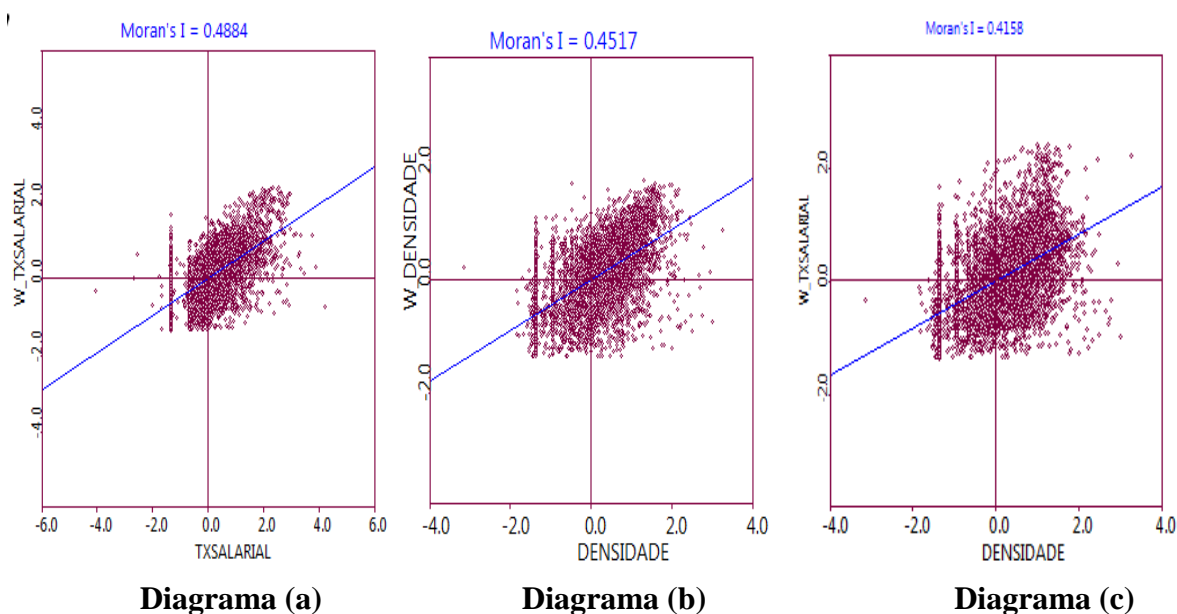 Moran's I = 0.4884
4.0
2.0
0.0
-2.0
-4.0
W_TXSALARIAL
-6.0 -4.0 -2.0 0.0 2.0 4.0 6.0
TXSALARIAL
Diagrama (a)
Moran's I = 0.4517
2.0
0.0
-2.0
W_DENSIDADE
-4.0 -2.0 0.0 2.0 4.0
DENSIDADE
Diagrama (b)
Moran's I = 0.4158
2.0
0.0
-2.0
W_TXSALARIAL
-4.0 -2.0 0.0 2.0 4.0
DENSIDADE
Diagrama (c)